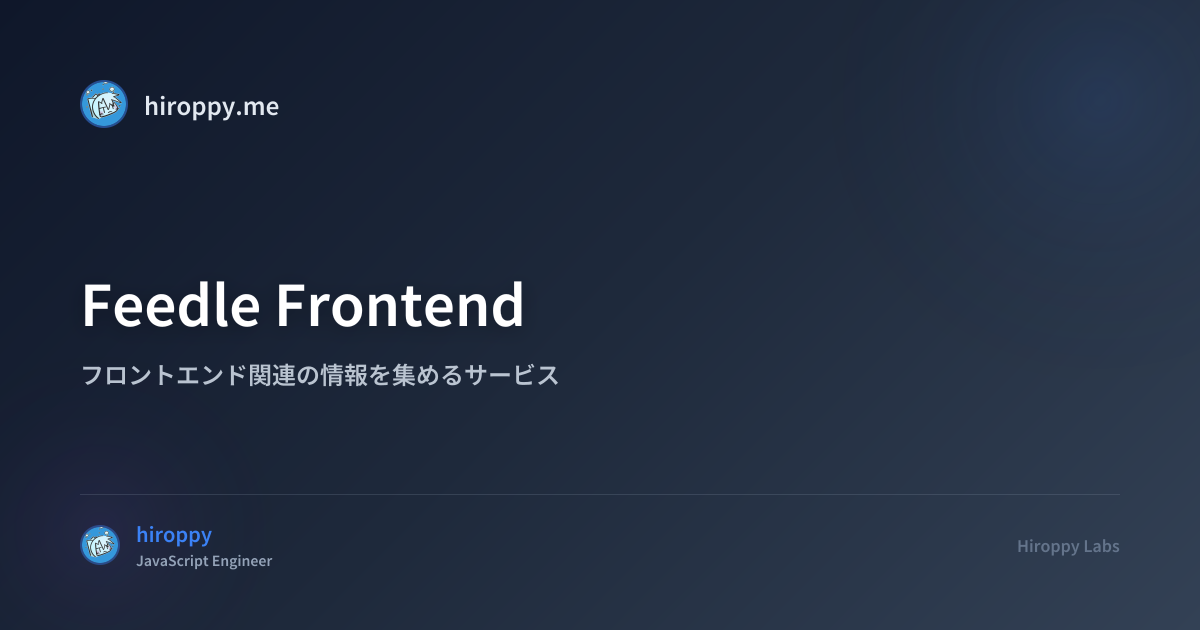 hiroppy.me
Feedle Frontend
フロントエンド関連の情報を集めるサービス
hiroppy
JavaScript Engineer
Hiroppy Labs